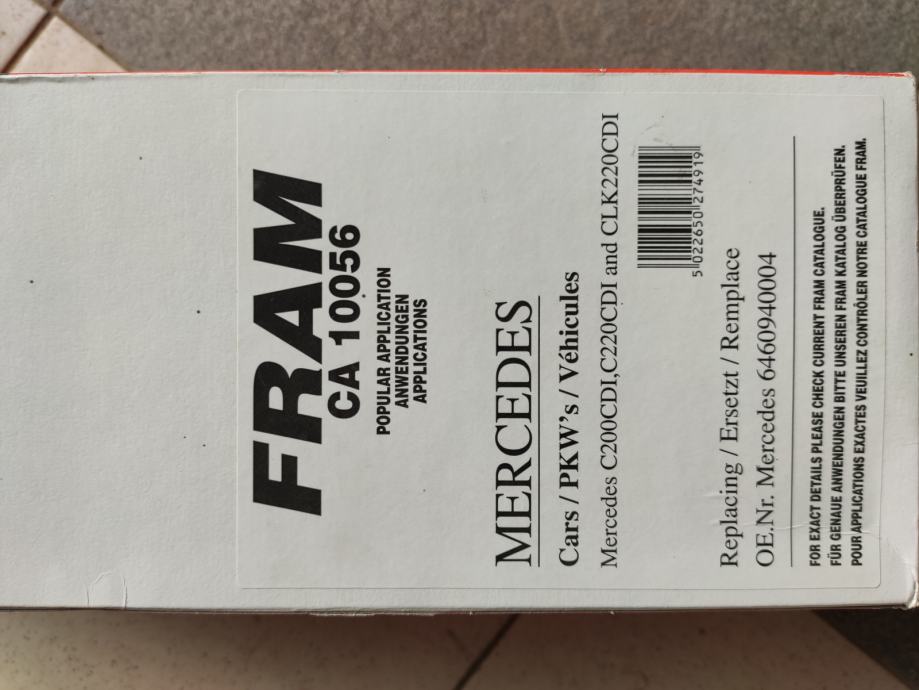 FRAM
CA 10056
POPULAR APPLICATION
ANWENDUNGEN
APPLICATIONS
MERCEDES
Cars / PKW's / Véhicules
Mercedes C200CDI,C220CDI and CLK220CDI
5 022650 274919
Replacing / Ersetzt / Remplace
OE.Nr. Mercedes 6460940004
FOR EXACT DETAILS PLEASE CHECK CURRENT FRAM CATALOGUE.
FÜR GENAUE ANWENDUNGEN BITTE UNSEREN FRAM KATALOG ÜBERPRÜFEN.
POUR APPLICATIONS EXACTES VEUILLEZ CONTRÔLER NOTRE CATALOGUE FRAM.